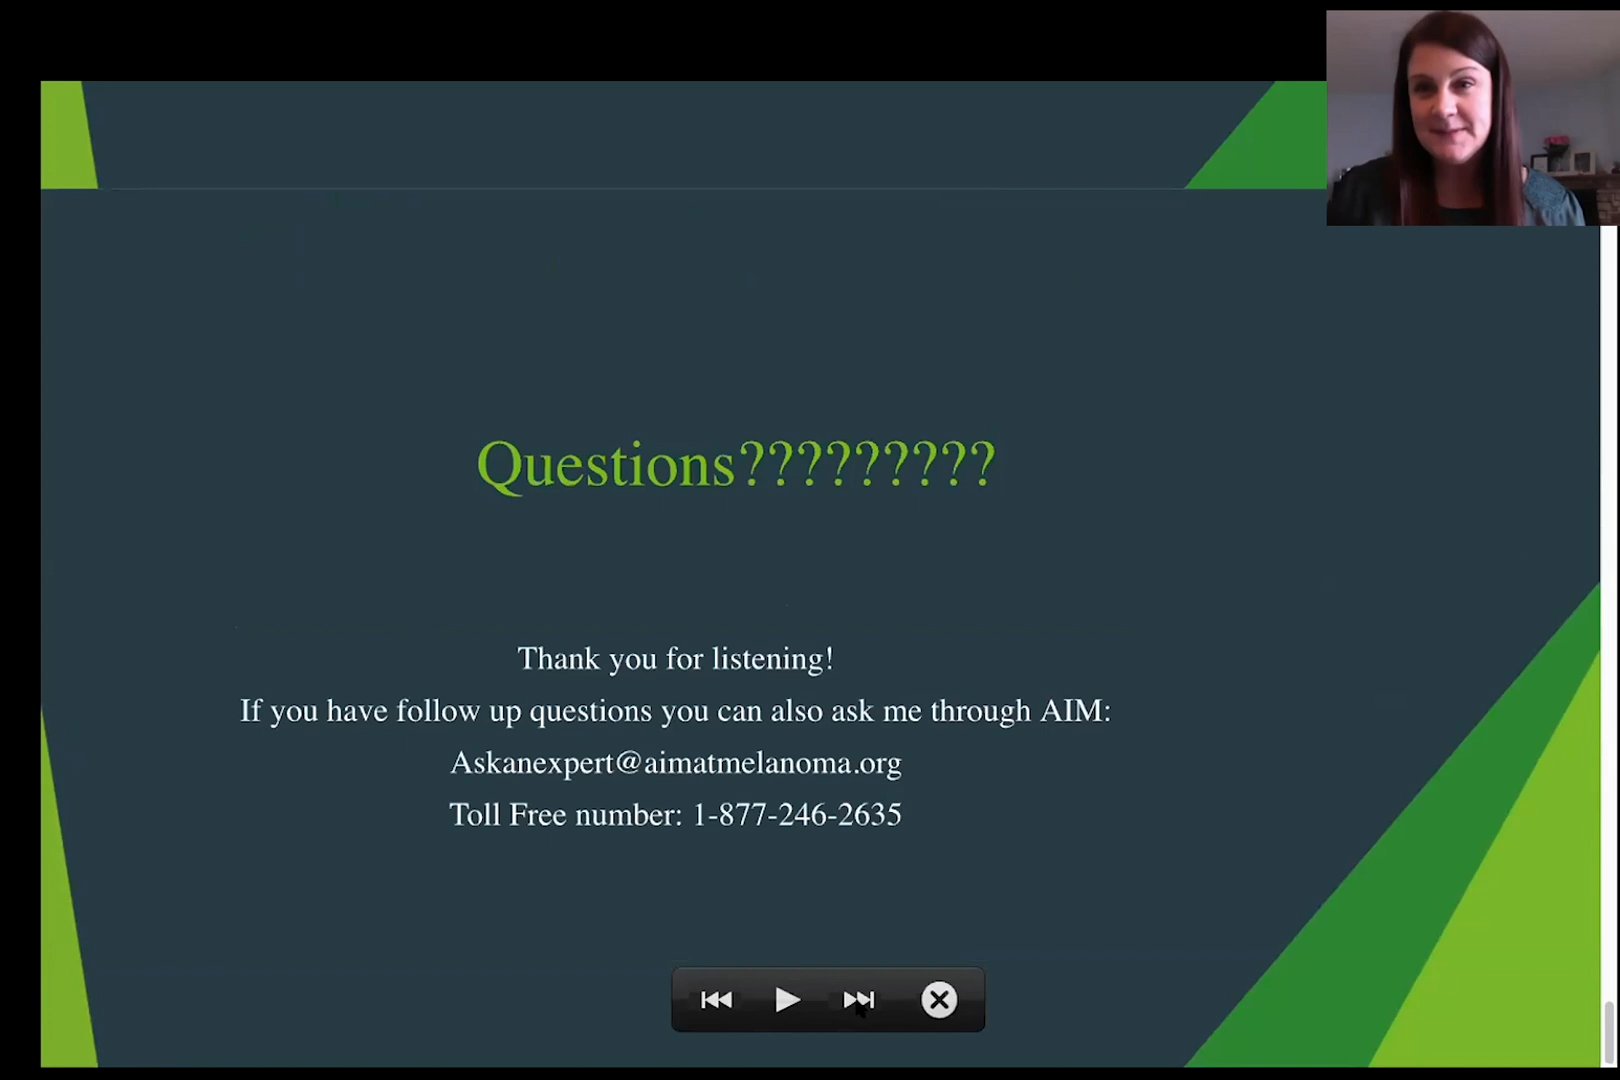 Questions?????????
Thank you for listening!
If you have follow up questions you can also ask me through AIM:
Askanexpert@aimatmelanoma.org
Toll Free number: 1-877-246-2635